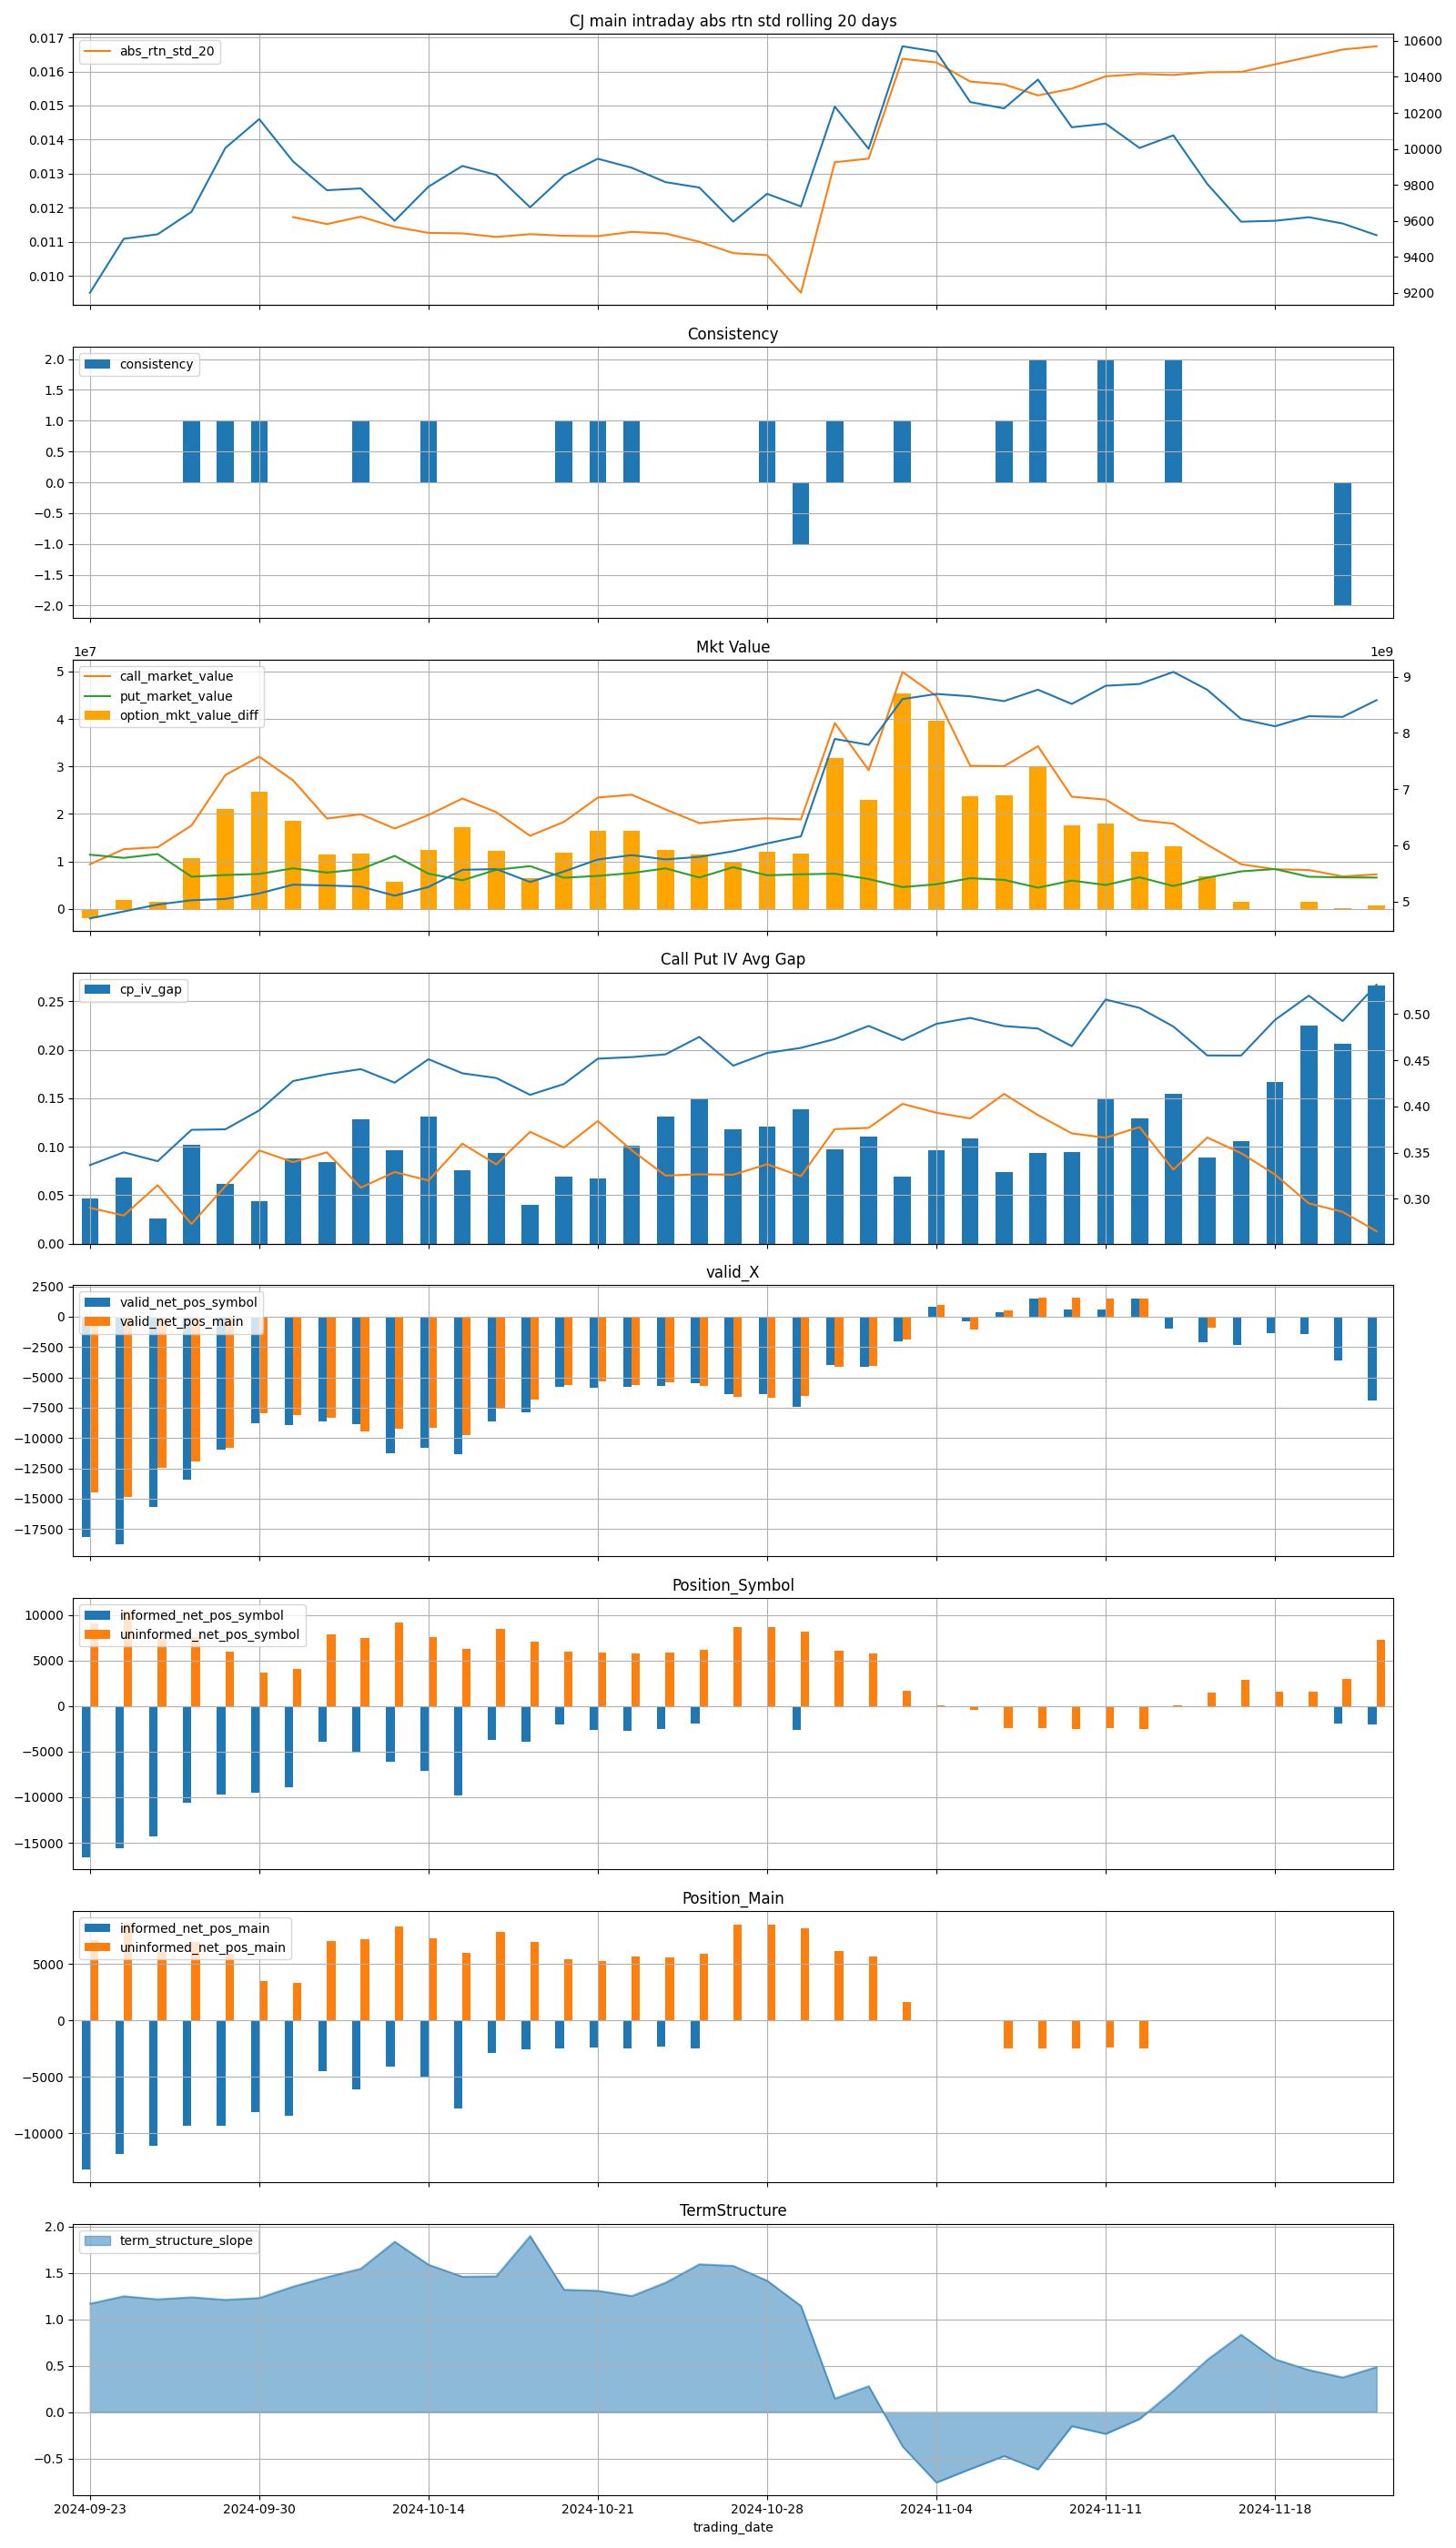 CJ main intraday abs rtn std rolling 20 days
abs_rtn_std_20
0.017
0.016
0.015
0.014
0.013
0.012
0.011
0.010
10600
10400
10200
10000
9800
9600
9400
9200
Consistency
consistency
2.0
1.5
1.0
0.5
0.0
−0.5
−1.0
−1.5
−2.0
Mkt Value
1e7
1e9
call_market_value
put_market_value
option_mkt_value_diff
5
4
3
2
1
0
9
8
7
6
5
Call Put IV Avg Gap
cp_iv_gap
0.25
0.20
0.15
0.10
0.05
0.00
0.50
0.45
0.40
0.35
0.30
valid_X
valid_net_pos_symbol
valid_net_pos_main
2500
0
−2500
−5000
−7500
−10000
−12500
−15000
−17500
Position_Symbol
informed_net_pos_symbol
uninformed_net_pos_symbol
10000
5000
0
−5000
−10000
−15000
Position_Main
informed_net_pos_main
uninformed_net_pos_main
5000
0
−5000
−10000
TermStructure
term_structure_slope
2.0
1.5
1.0
0.5
0.0
−0.5
2024-09-23 2024-09-30 2024-10-14 2024-10-21 2024-10-28 2024-11-04 2024-11-11 2024-11-18
trading_date